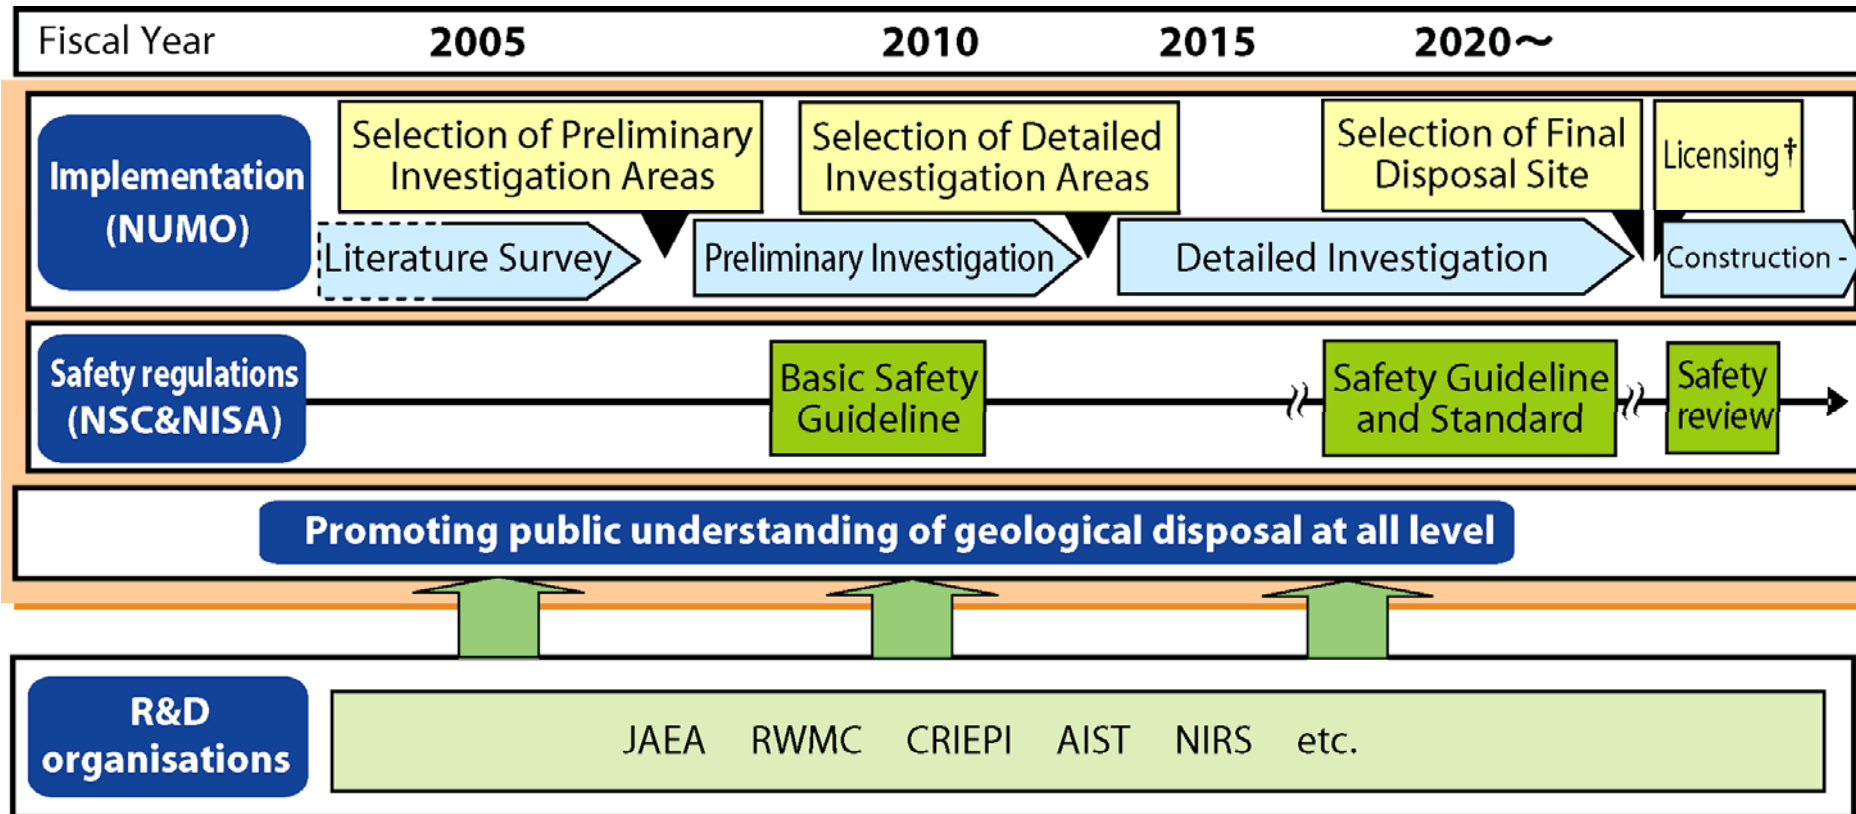 Fiscal Year 2005 2010 2015 2020～
Implementation
(NUMO)
Selection of Preliminary
Investigation Areas
Selection of Detailed
Investigation Areas
Selection of Final
Disposal Site
Licensing†
Literature Survey
Preliminary Investigation
Detailed Investigation
Construction -
Safety regulations
(NSC&NISA)
Basic Safety
Guideline
Safety Guideline
and Standard
Safety
review
Promoting public understanding of geological disposal at all level
R&D
organisations
JAEA RWMC CRIEPI AIST NIRS etc.